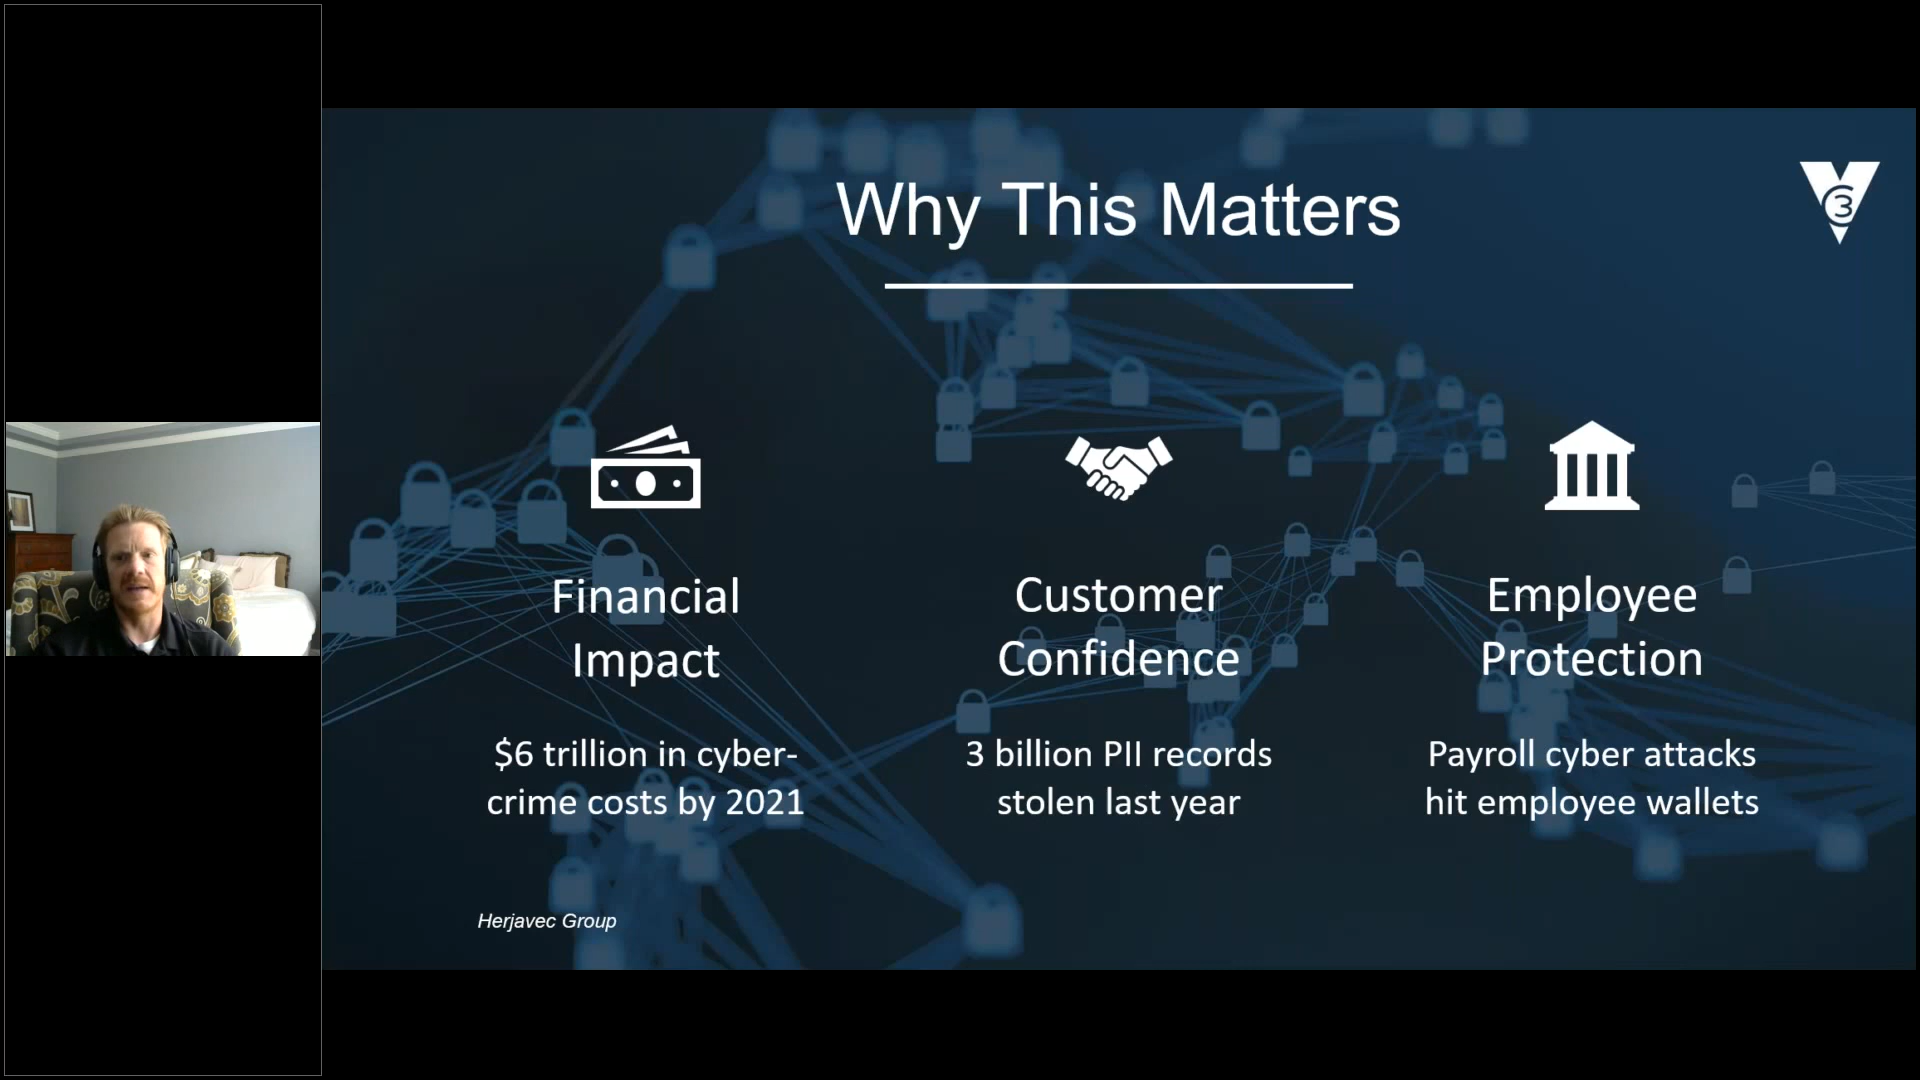 Why This Matters
3
Financial
Impact
$6 trillion in cyber-
crime costs by 2021
Customer
Confidence
3 billion PII records
stolen last year
Employee
Protection
Payroll cyber attacks
hit employee wallets
Herjavec Group